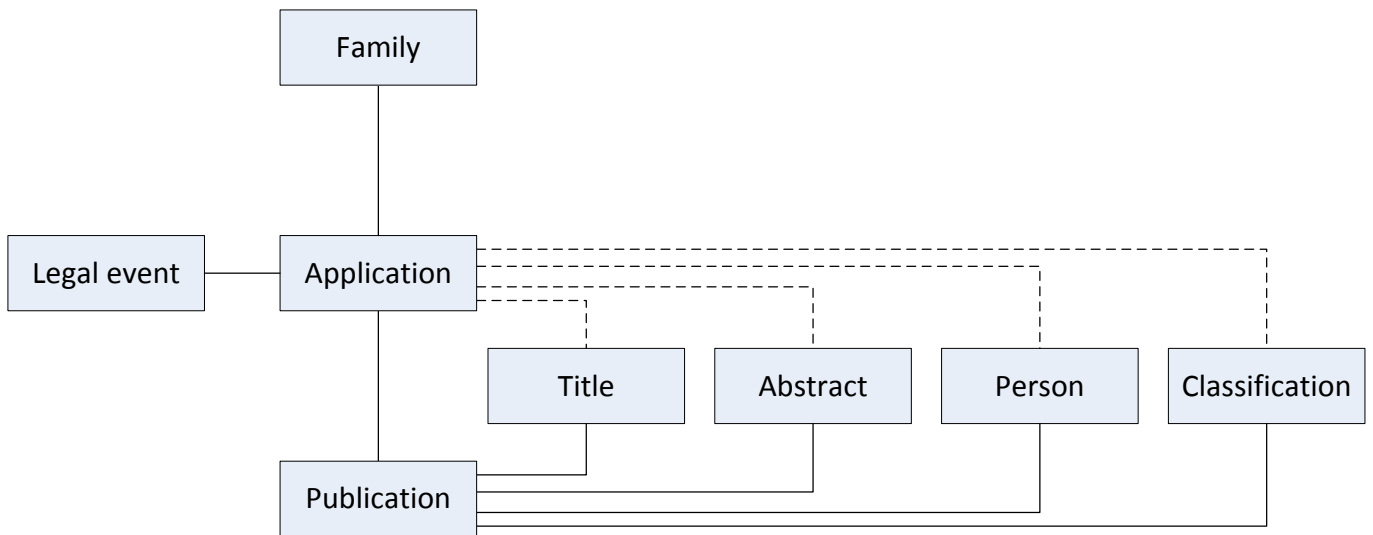 Family
Legal event
Application
Title
Abstract
Person
Classification
Publication